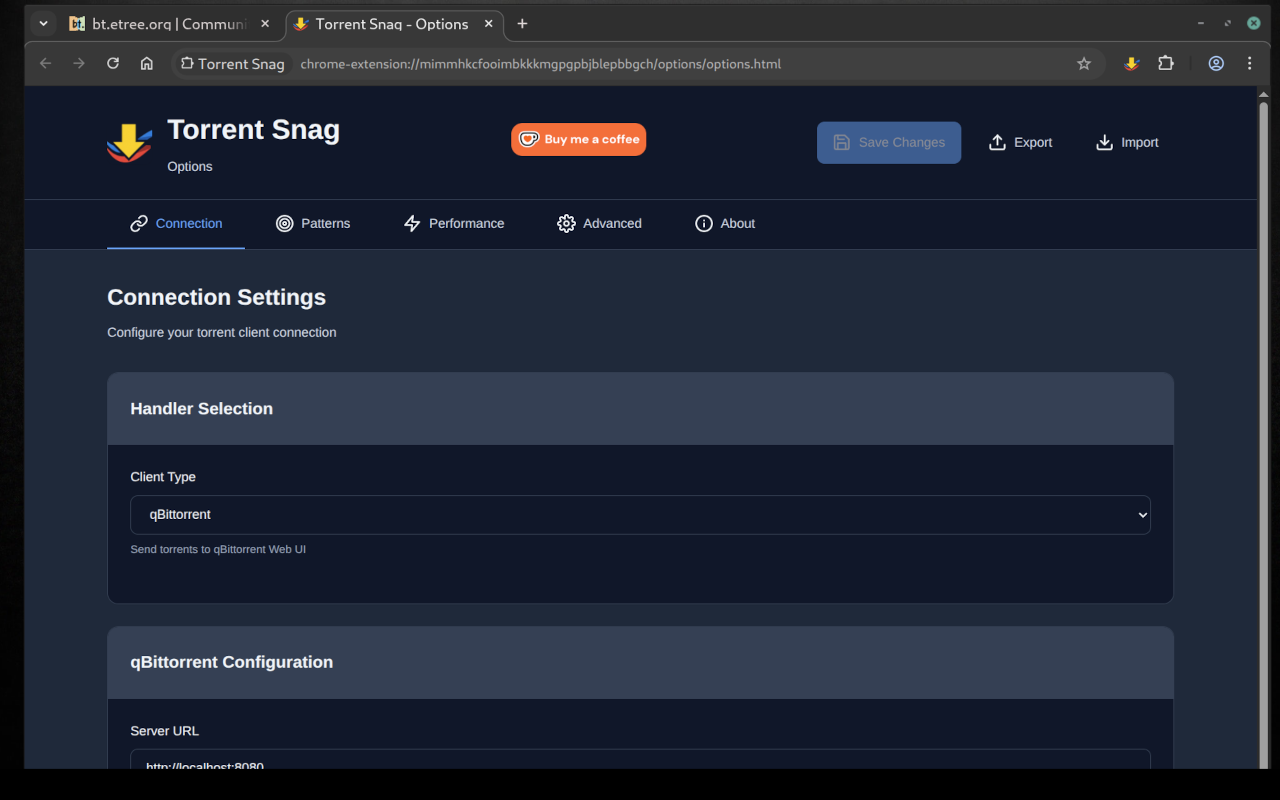 bt.etree.org | Communi
Torrent Snag - Options
Torrent Snag
chrome-extension://mimmhkcfooimbkkkmgpgpbjblepbbgch/options/options.html
Torrent Snag
Options
Buy me a coffee
Save Changes
Export
Import
Connection
Patterns
Performance
Advanced
About
Connection Settings
Configure your torrent client connection
Handler Selection
Client Type
qBittorrent
Send torrents to qBittorrent Web UI
qBittorrent Configuration
Server URL
http://localhost:8080